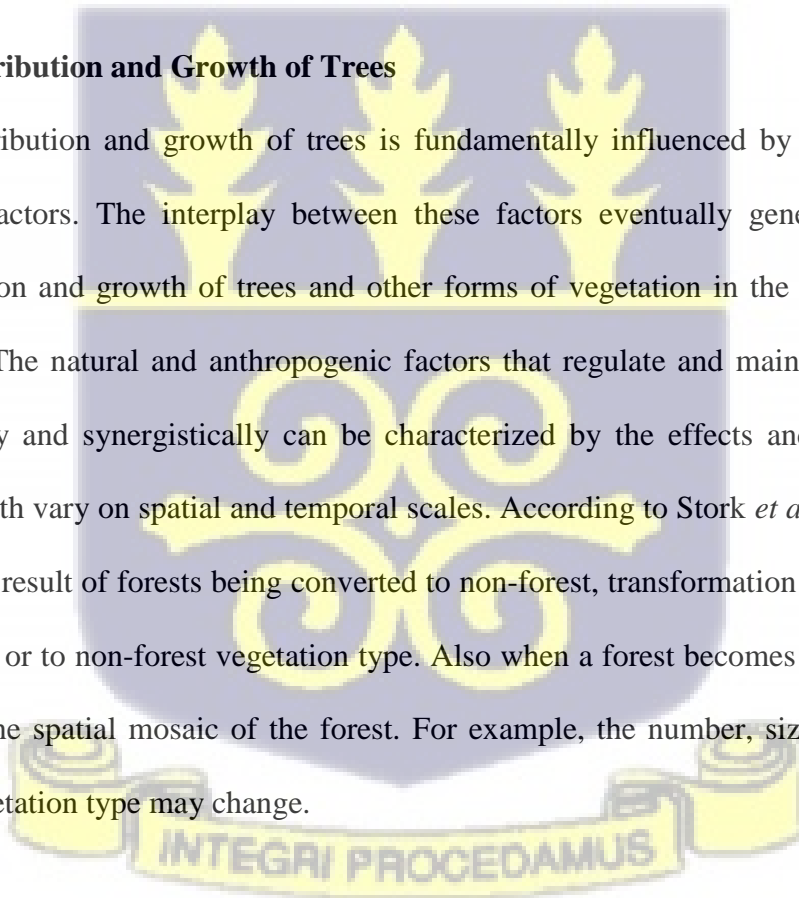 ribution and Growth of Trees
ribution and growth of trees is fundamentally influenced by
actors. The interplay between these factors eventually gene
on and growth of trees and other forms of vegetation in the
The natural and anthropogenic factors that regulate and main
y and synergistically can be characterized by the effects an
th vary on spatial and temporal scales. According to Stork et a
result of forests being converted to non-forest, transformation
or to non-forest vegetation type. Also when a forest becomes
ne spatial mosaic of the forest. For example, the number, siz
etation type may change.
INTEGRI PROCEDAMUS